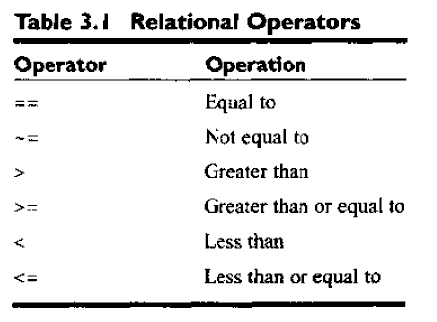 Table 3.1 Relational Operators
Operator Operation
== Equal to
~= Not equal to
> Greater than
>= Greater than or equal to
< Less than
<= Less than or equal to